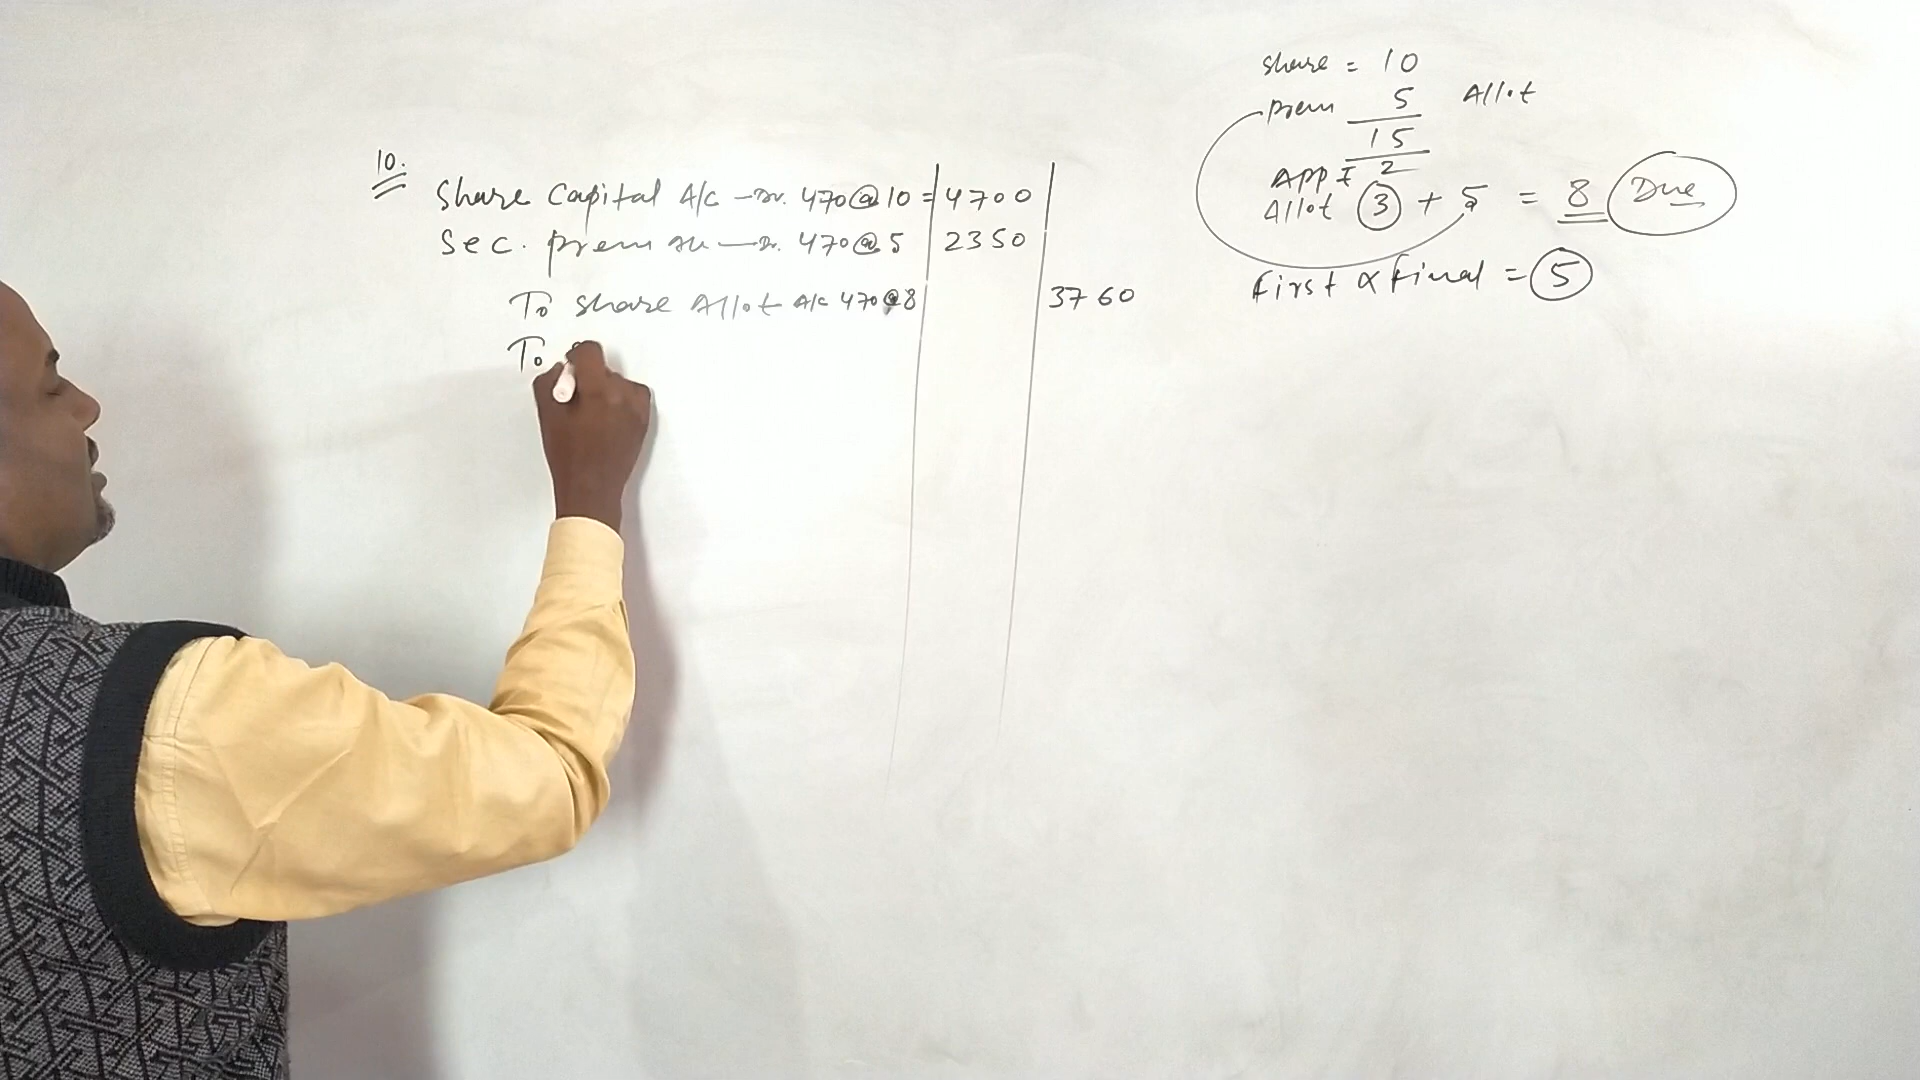 10.
Share Capital A/c — Dr. 470@10 = 4700
Sec. prem — Dr. 470@5 2350
To share Allot A/c 470@8 3760
To
share = 10
prem 5 Allot
15
APP I 2
Allot 3 + 5 = 8 Due
first & final = 5